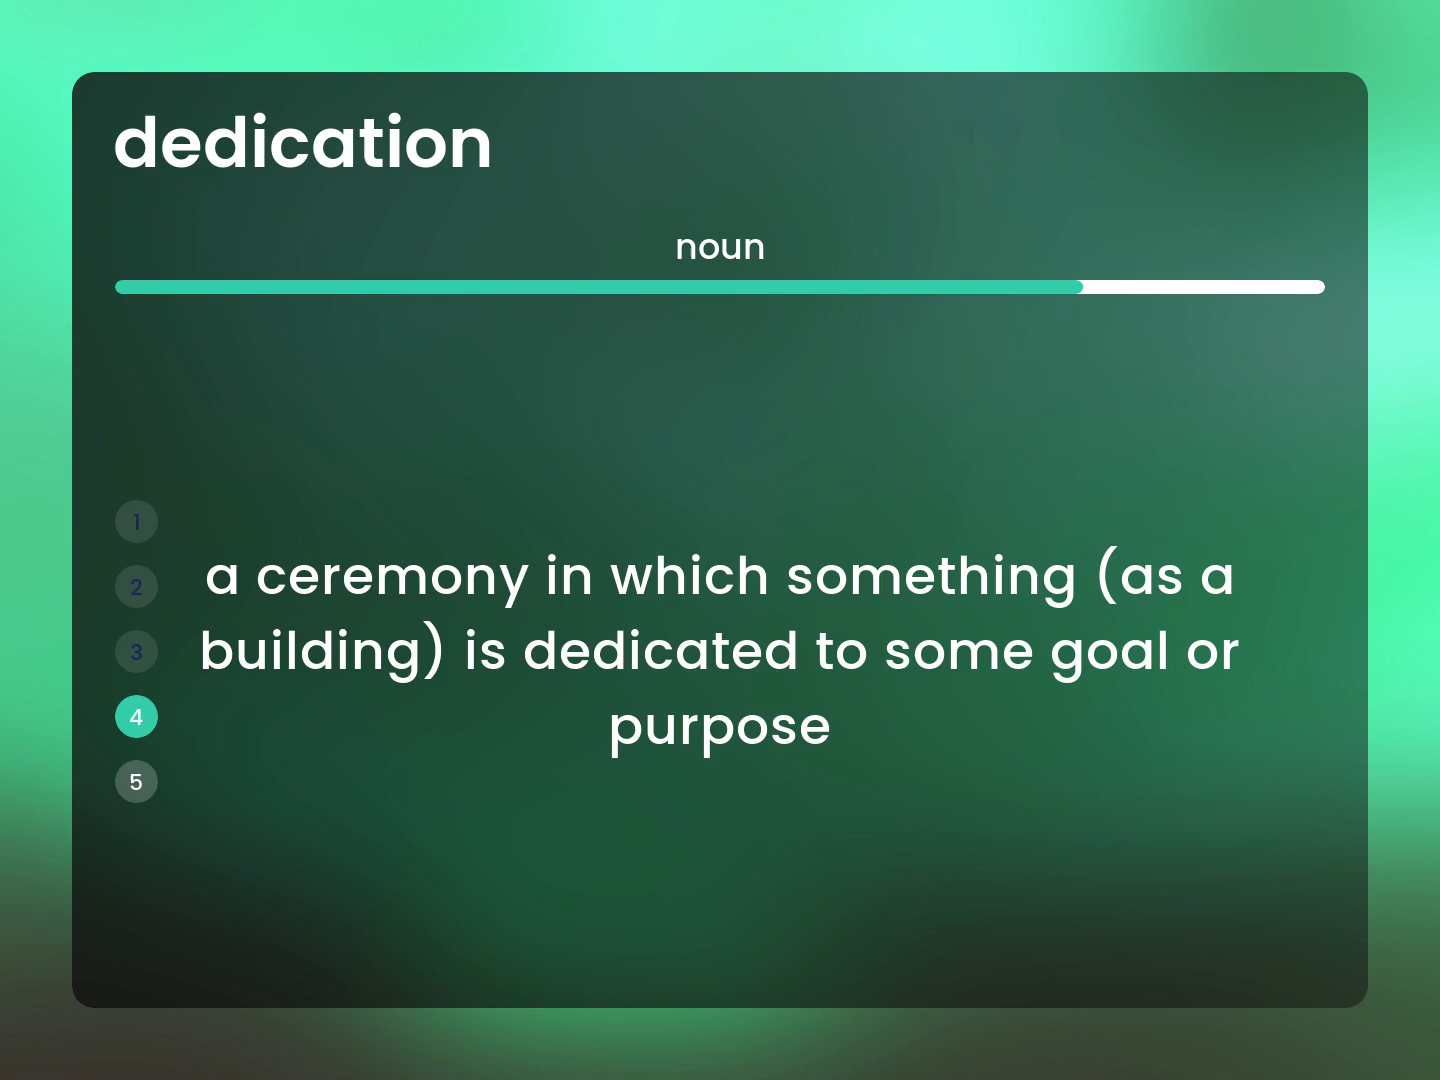 dedication
noun
1
2
3
4
5
a ceremony in which something (as a
building) is dedicated to some goal or
purpose